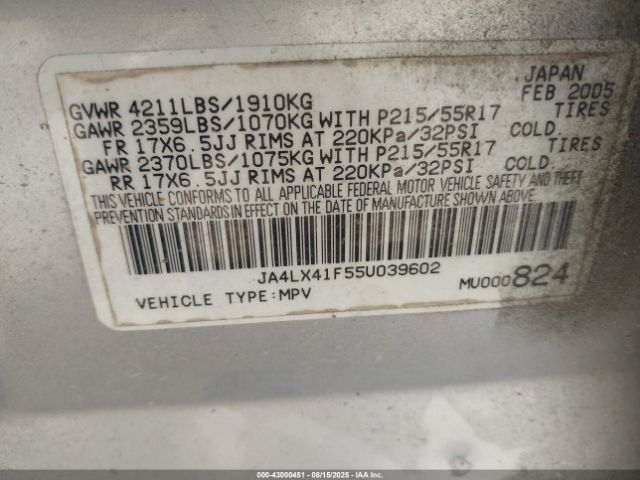 JAPAN
GVWR 4211LBS/1910KG FEB 2005
GAWR 2359LBS/1070KG WITH P215/55R17 TIRES
FR 17X6.5JJ RIMS AT 220KPa/32PSI COLD.
GAWR 2370LBS/1075KG WITH P215/55R17 TIRES
RR 17X6.5JJ RIMS AT 220KPa/32PSI COLD.
THIS VEHICLE CONFORMS TO ALL APPLICABLE FEDERAL MOTOR VEHICLE SAFETY AND THEFT
PREVENTION STANDARDS IN EFFECT ON THE DATE OF MANUFACTURE SHOWN ABOVE.
JA4LX41F55U039602
VEHICLE TYPE:MPV MU000824
000-43000451 - 08/15/2025 - IAAI.COM